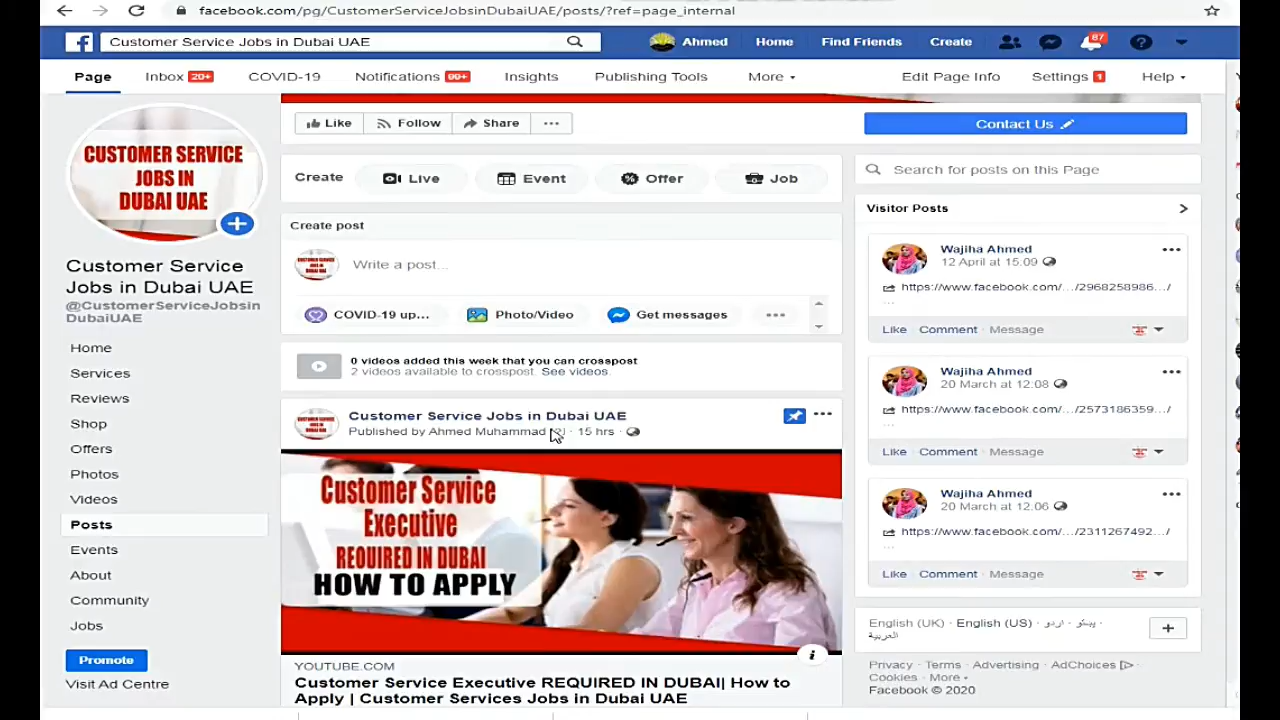 facebook.com/pg/CustomerServiceJobsinDubaiUAE/posts/?ref=page_internal
Customer Service Jobs in Dubai UAE
Ahmed Home Find Friends Create 87
Page Inbox 20+ COVID-19 Notifications 99+ Insights Publishing Tools More Edit Page Info Settings 1 Help
CUSTOMER SERVICE
JOBS IN
DUBAI UAE
Customer Service
Jobs in Dubai UAE
@CustomerServiceJobsin
DubaiUAE
Home
Services
Reviews
Shop
Offers
Photos
Videos
Posts
Events
About
Community
Jobs
Promote
Visit Ad Centre
Like Follow Share ...
Contact Us
Create Live Event Offer Job
Create post
Write a post...
COVID-19 up... Photo/Video Get messages ...
0 videos added this week that you can crosspost
2 videos available to crosspost. See videos.
Customer Service Jobs in Dubai UAE
Published by Ahmed Muhammad · 15 hrs ·
Customer Service
Executive
REQUIRED IN DUBAI
HOW TO APPLY
YOUTUBE.COM
Customer Service Executive REQUIRED IN DUBAI| How to
Apply | Customer Services Jobs in Dubai UAE
Search for posts on this Page
Visitor Posts
Wajiha Ahmed
12 April at 15:09
https://www.facebook.com/.../2968258986.../
...
Like · Comment · Message
Wajiha Ahmed
20 March at 12:08
https://www.facebook.com/.../2573186359.../
...
Like · Comment · Message
Wajiha Ahmed
20 March at 12:06
https://www.facebook.com/.../2311267492.../
...
Like · Comment · Message
English (UK) · English (US) · اردو · پښتو ·
العربية
Privacy · Terms · Advertising · AdChoices ·
Cookies · More
Facebook © 2020